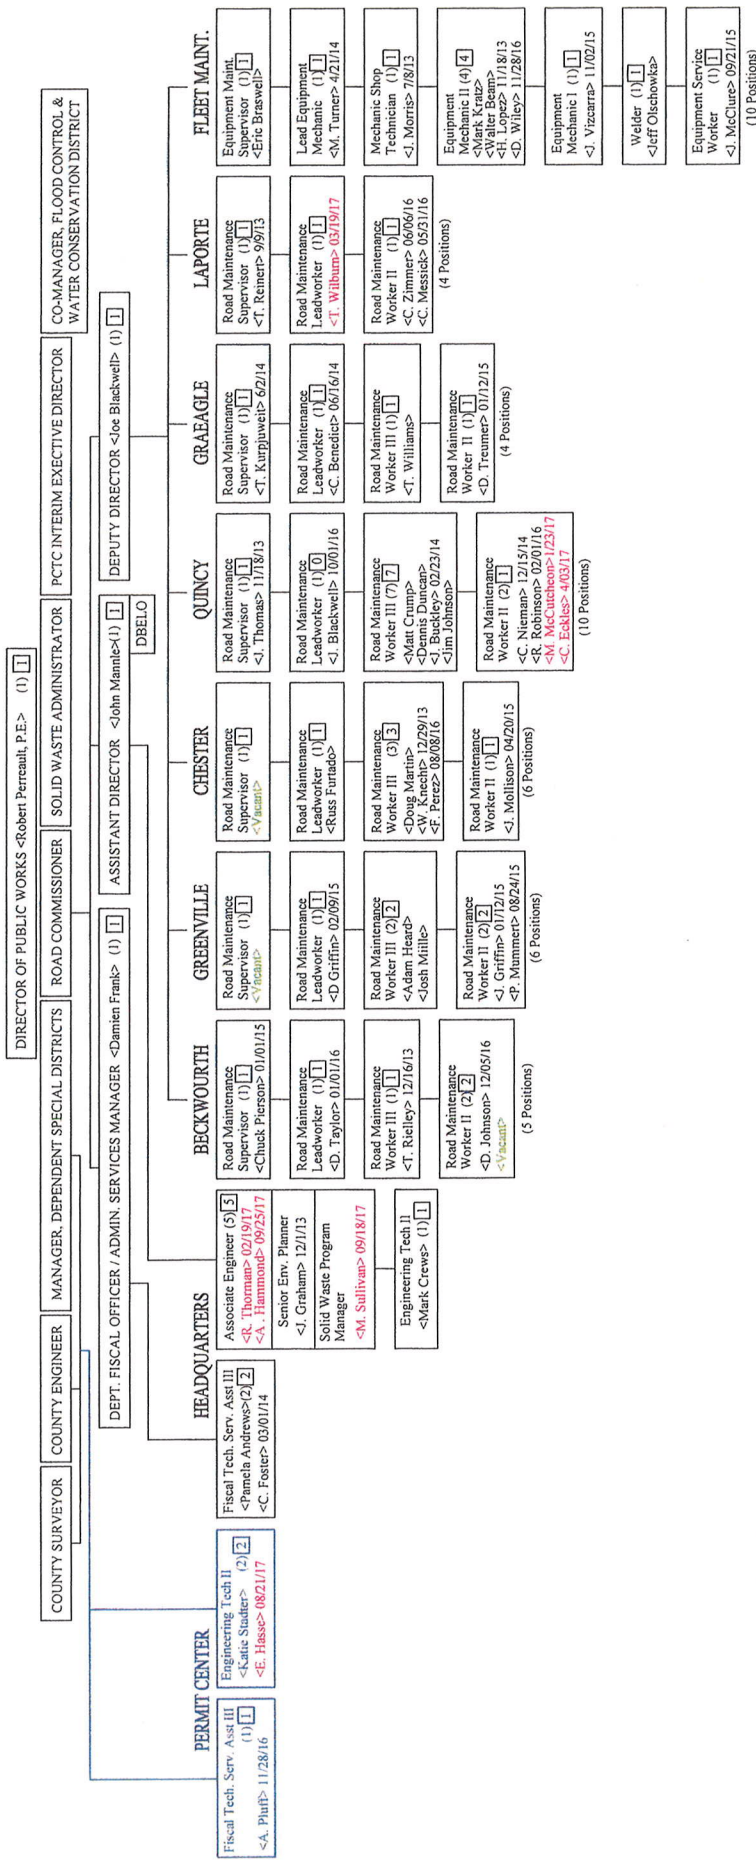 DIRECTOR OF PUBLIC WORKS <Robert Perreault, P.E.> (1) 1
COUNTY SURVEYOR
COUNTY ENGINEER
MANAGER, DEPENDENT SPECIAL DISTRICTS
ROAD COMMISSIONER
SOLID WASTE ADMINISTRATOR
PCTC INTERIM EXECTIVE DIRECTOR
CO-MANAGER, FLOOD CONTROL &
WATER CONSERVATION DISTRICT
DEPT. FISCAL OFFICER / ADMIN. SERVICES MANAGER <Damien Frank> (1) 1
ASSISTANT DIRECTOR <John Mannle>(1) 1
DBELO
DEPUTY DIRECTOR <Joe Blackwell> (1) 1
PERMIT CENTER
Fiscal Tech. Serv. Asst III
(1) 1
<A. Pluff> 11/28/16
Engineering Tech II
<Katie Stadter> (2) 2
<E. Hasse> 08/21/17
HEADQUARTERS
Fiscal Tech. Serv. Asst III
<Pamela Andrews>(2) 2
<C. Foster> 03/01/14
Associate Engineer (5) 5
<R. Thorman> 02/19/17
<A . Hammond> 09/25/17
Senior Env. Planner
<J. Graham> 12/1/13
Solid Waste Program
Manager
<M. Sullivan> 09/18/17
Engineering Tech II
<Mark Crews> (1) 1
BECKWOURTH
Road Maintenance
Supervisor (1) 1
<Chuck Pierson> 01/01/15
Road Maintenance
Leadworker (1) 1
<D. Taylor> 01/01/16
Road Maintenance
Worker III (1) 1
<T. Rielley> 12/16/13
Road Maintenance
Worker II (2) 2
<D. Johnson> 12/05/16
<Vacant>
(5 Positions)
GREENVILLE
Road Maintenance
Supervisor (1) 1
<Vacant>
Road Maintenance
Leadworker (1) 1
<D Griffin> 02/09/15
Road Maintenance
Worker III (2) 2
<Adam Heard>
<Josh Miille>
Road Maintenance
Worker II (2) 2
<J. Griffin> 01/12/15
<P. Mummert> 08/24/15
(6 Positions)
CHESTER
Road Maintenance
Supervisor (1) 1
<Vacant>
Road Maintenance
Leadworker (1) 1
<Russ Furtado>
Road Maintenance
Worker III (3) 3
<Doug Martin>
<W. Knecht> 12/29/13
<F. Perez> 08/08/16
Road Maintenance
Worker II (1) 1
<J. Mollison> 04/20/15
(6 Positions)
QUINCY
Road Maintenance
Supervisor (1) 1
<J. Thomas> 11/18/13
Road Maintenance
Leadworker (1) 0
<J. Blackwell> 10/01/16
Road Maintenance
Worker III (7) 7
<Matt Crump>
<Dennis Duncan>
<J. Buckley> 02/23/14
<Jim Johnson>
Road Maintenance
Worker II (2) 1
<C. Nieman> 12/15/14
<R. Robinson> 02/01/16
<M. McCutcheon>1/23/17
<C. Eckles> 4/03/17
(10 Positions)
GRAEAGLE
Road Maintenance
Supervisor (1) 1
<T. Kurpjuweit> 6/2/14
Road Maintenance
Leadworker (1) 1
<C. Benedict> 06/16/14
Road Maintenance
Worker III (1) 1
<T. Williams>
Road Maintenance
Worker II (1) 1
<D. Treumer> 01/12/15
(4 Positions)
LAPORTE
Road Maintenance
Supervisor (1) 1
<T. Reinert> 9/9/13
Road Maintenance
Leadworker (1) 1
<T. Wilburn> 03/19/17
Road Maintenance
Worker II (1) 1
<C. Zimmier> 06/06/16
<C. Messick> 05/31/16
(4 Positions)
FLEET MAINT.
Equipment Maint.
Supervisor (1) 1
<Eric Braswell>
Lead Equipment
Mechanic (1) 1
<M. Turner> 4/21/14
Mechanic Shop
Technician (1) 1
<J. Morris> 7/8/13
Equipment
Mechanic II (4) 4
<Mark Kratz>
<Walter Beam>
<H. Lopez> 11/18/13
<D. Wiley> 11/28/16
Equipment
Mechanic I (1) 1
<J. Vizcarra> 11/02/15
Welder (1) 1
<Jeff Olschowka>
Equipment Service
Worker (1) 1
<J. McClure> 09/21/15
(10 Positions)